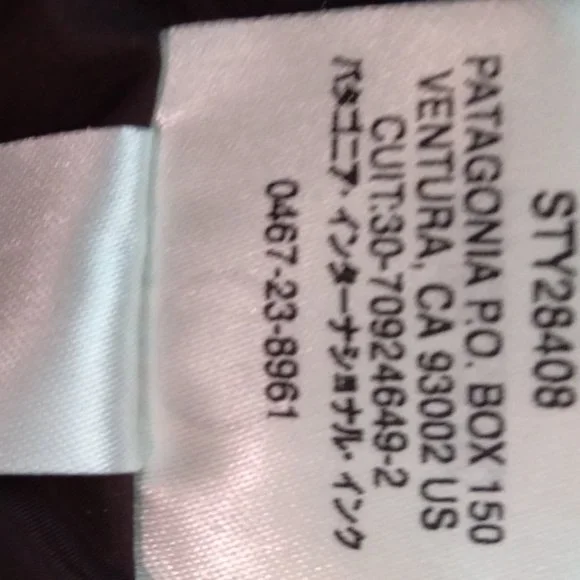 STY28408
PATAGONIA P.O. BOX 150
VENTURA, CA 93002 US
CUIT:30-70924649-2
パタゴニア・インターナショナル・インク
0467-23-8961